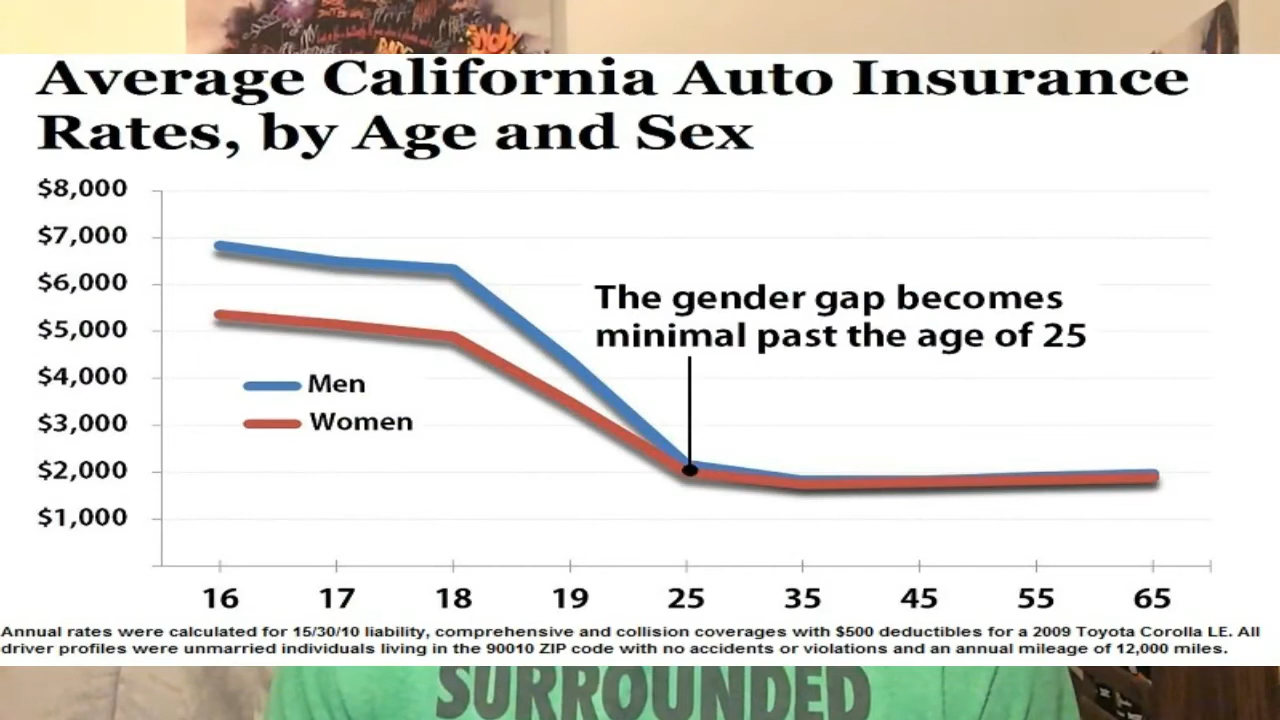 Average California Auto Insurance
Rates, by Age and Sex
$8,000
$7,000
$6,000
$5,000
$4,000
$3,000
$2,000
$1,000
The gender gap becomes
minimal past the age of 25
Men
Women
16 17 18 19 25 35 45 55 65
Annual rates were calculated for 15/30/10 liability, comprehensive and collision coverages with $500 deductibles for a 2009 Toyota Corolla LE. All
driver profiles were unmarried individuals living in the 90010 ZIP code with no accidents or violations and an annual mileage of 12,000 miles.
SURROUNDED